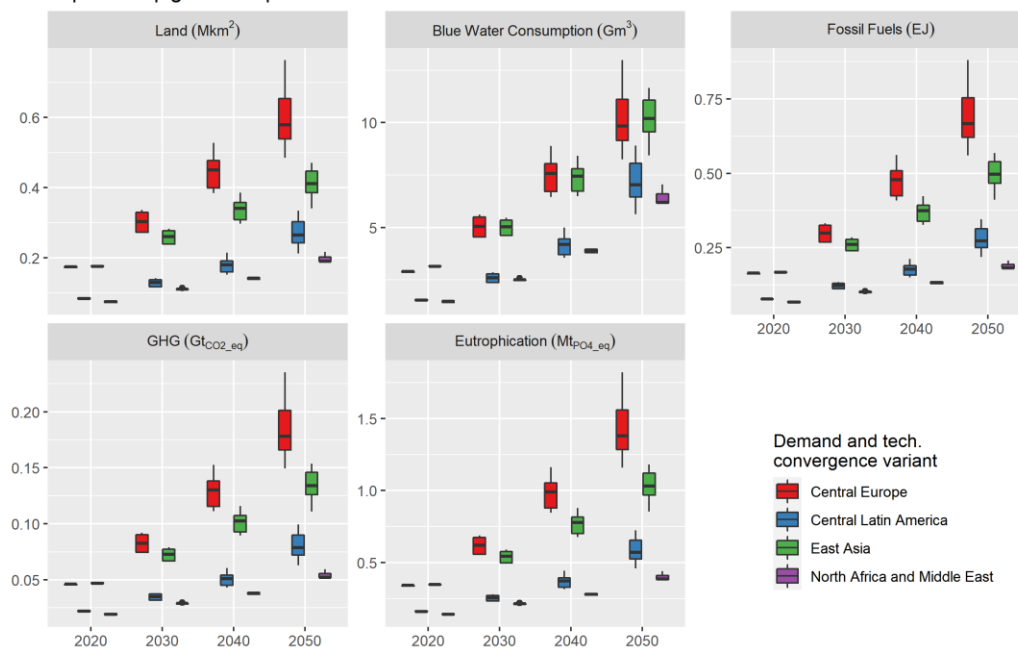 Land (Mkm²)
Blue Water Consumption (Gm³)
Fossil Fuels (EJ)
0.6
0.4
0.2
10
5
0.75
0.50
0.25
2020 2030 2040 2050
GHG (Gt_CO2_eq)
Eutrophication (Mt_PO4_eq)
0.20
0.15
0.10
0.05
1.5
1.0
0.5
Demand and tech.
convergence variant
Central Europe
Central Latin America
East Asia
North Africa and Middle East
2020 2030 2040 2050
2020 2030 2040 2050